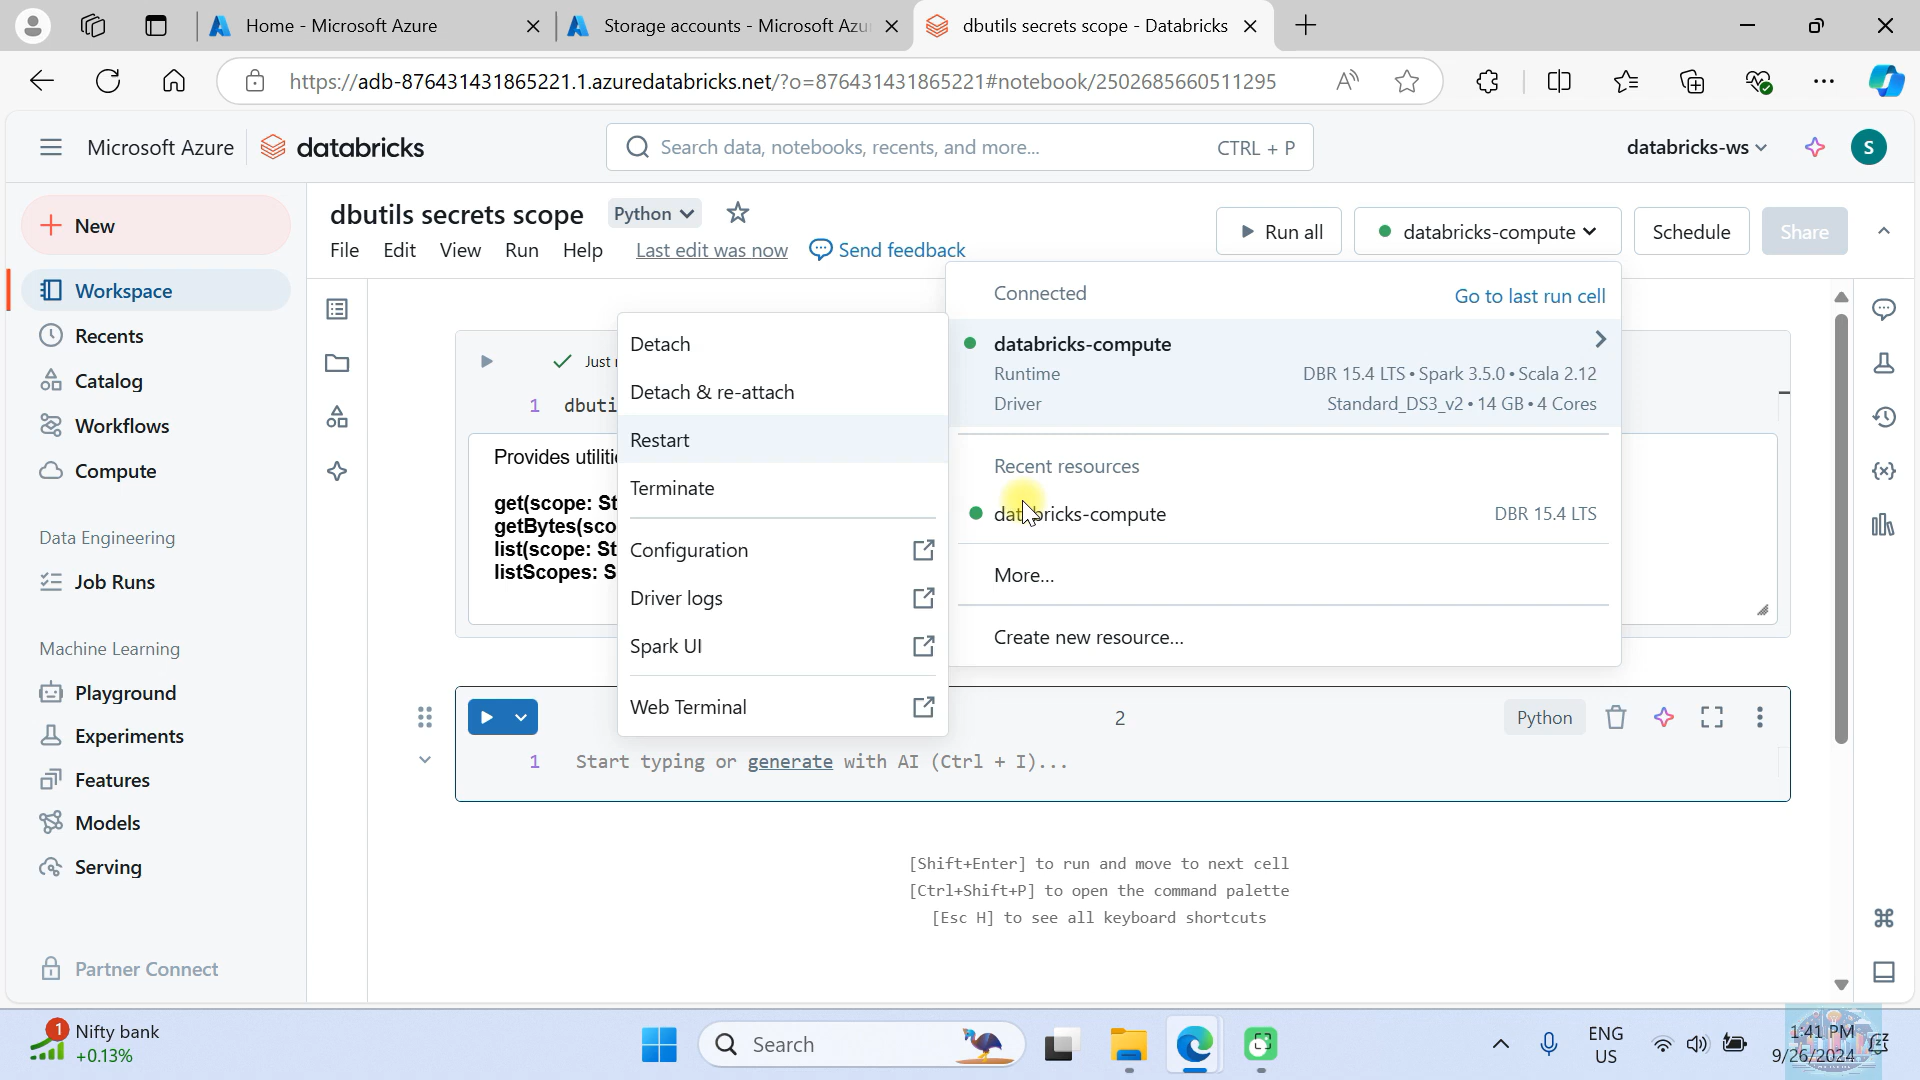 Home - Microsoft Azure
Storage accounts - Microsoft Azu
dbutils secrets scope - Databricks
https://adb-876431431865221.1.azuredatabricks.net/?o=876431431865221#notebook/2502685660511295
Microsoft Azure
databricks
Search data, notebooks, recents, and more...
CTRL + P
databricks-ws
S
New
Workspace
Recents
Catalog
Workflows
Compute
Data Engineering
Job Runs
Machine Learning
Playground
Experiments
Features
Models
Serving
Partner Connect
dbutils secrets scope
Python
File Edit View Run Help Last edit was now Send feedback
Run all
databricks-compute
Schedule
Share
Connected
Go to last run cell
databricks-compute
Runtime
DBR 15.4 LTS • Spark 3.5.0 • Scala 2.12
Driver
Standard_DS3_v2 • 14 GB • 4 Cores
Recent resources
databricks-compute
DBR 15.4 LTS
More...
Create new resource...
Detach
Detach & re-attach
Restart
Terminate
Configuration
Driver logs
Spark UI
Web Terminal
Just
1 dbuti
Provides utiliti
get(scope: St
getBytes(sco
list(scope: St
listScopes: S
2
Python
1 Start typing or generate with AI (Ctrl + I)...
[Shift+Enter] to run and move to next cell
[Ctrl+Shift+P] to open the command palette
[Esc H] to see all keyboard shortcuts
1
Nifty bank
+0.13%
Search
ENG
US
1:41 PM
9/26/2024